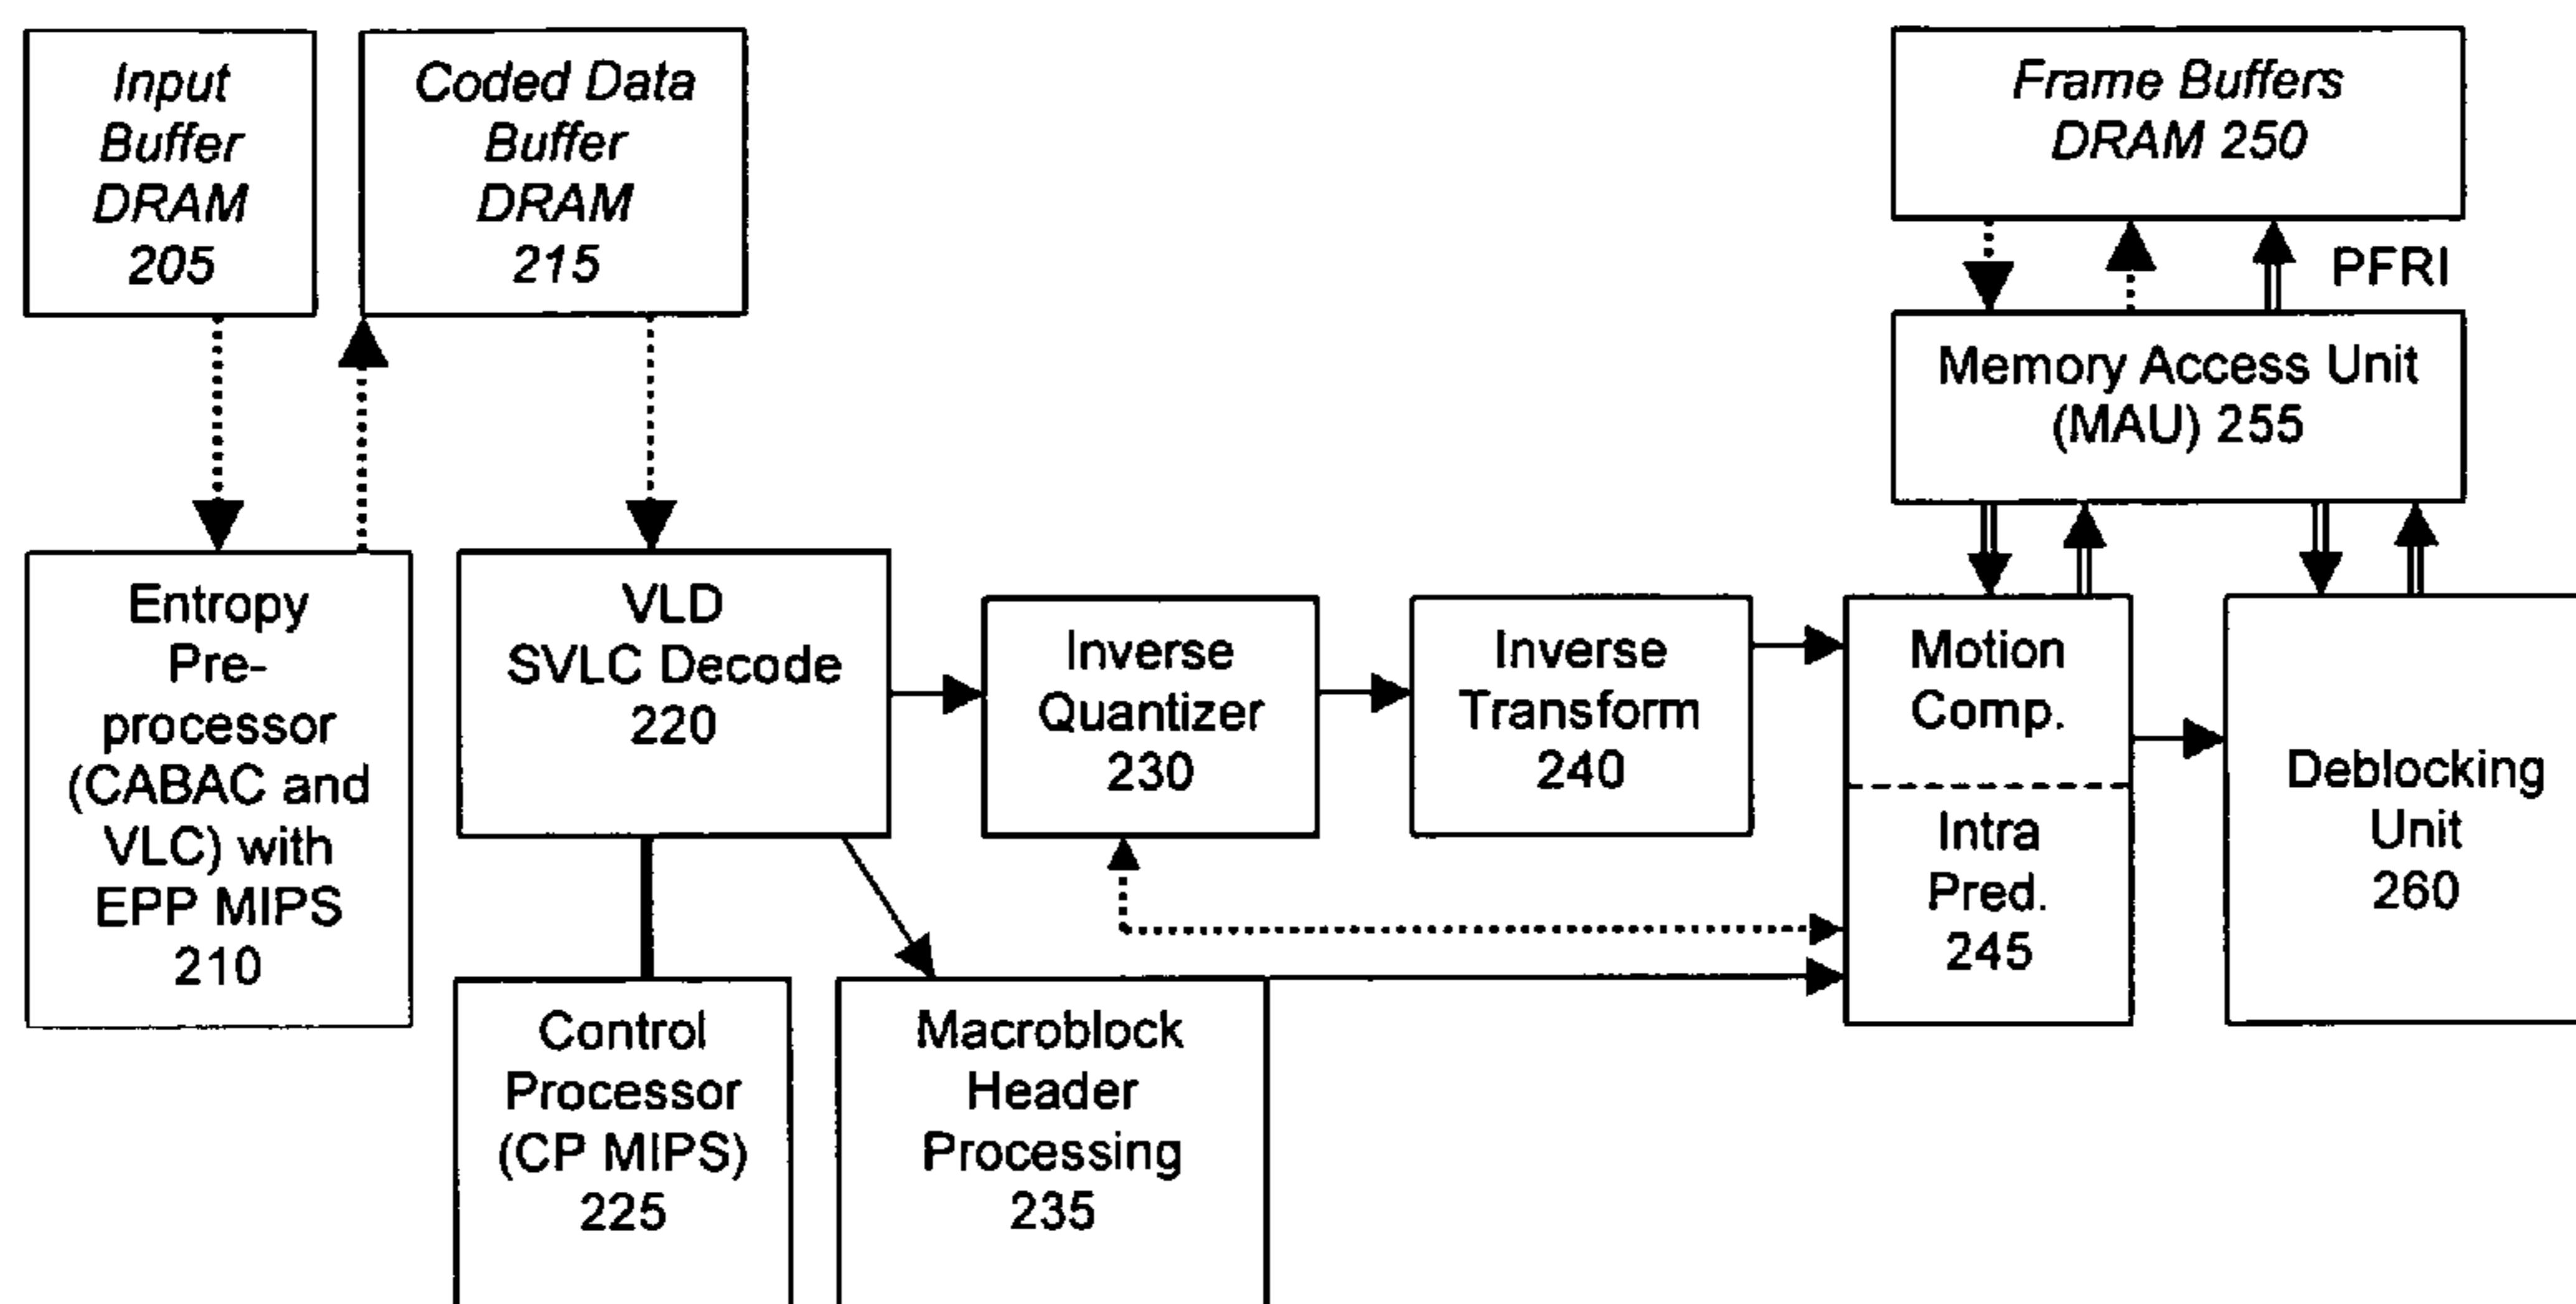 Input
Buffer
DRAM
205
Coded Data
Buffer
DRAM
215
Frame Buffers
DRAM 250
PFRI
Memory Access Unit
(MAU) 255
Entropy
Pre-
processor
(CABAC and
VLC) with
EPP MIPS
210
VLD
SVLC Decode
220
Inverse
Quantizer
230
Inverse
Transform
240
Motion
Comp.
Intra
Pred.
245
Deblocking
Unit
260
Control
Processor
(CP MIPS)
225
Macroblock
Header
Processing
235